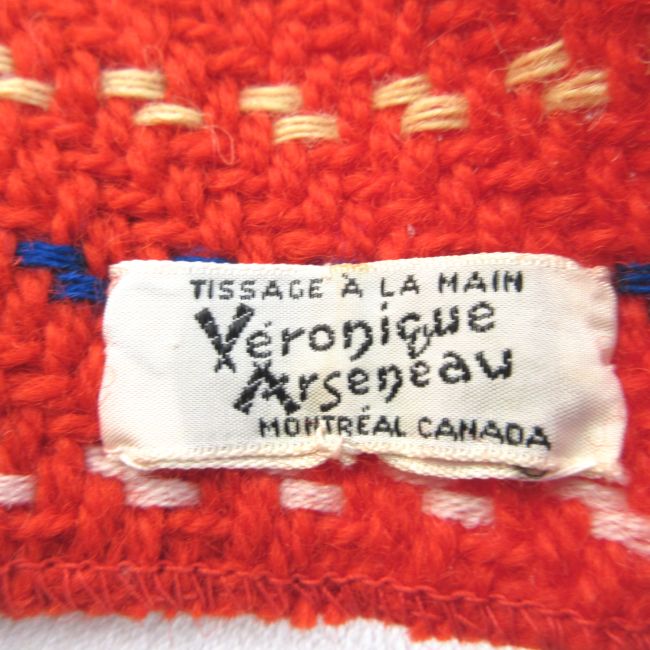 TISSAGE À LA MAIN
Véronique
Arseneau
MONTRÉAL CANADA